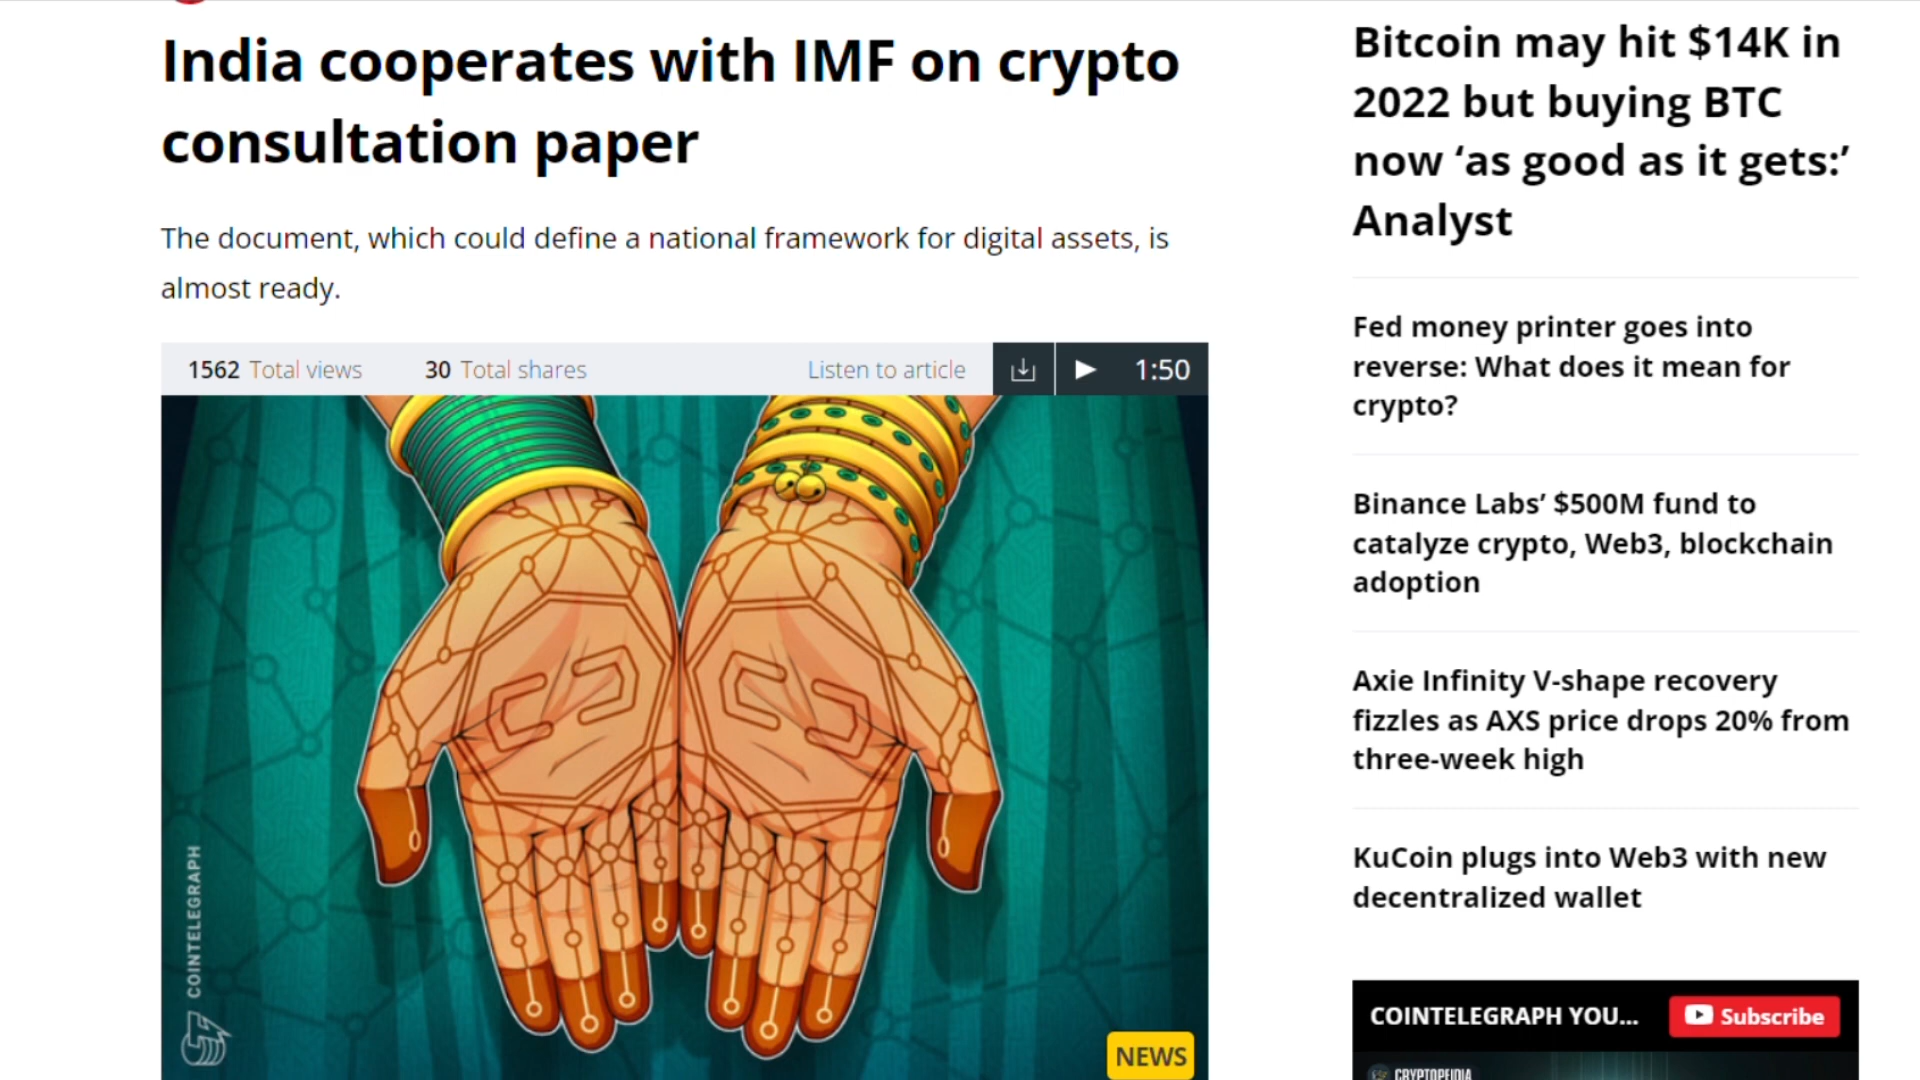 India cooperates with IMF on crypto
consultation paper
The document, which could define a national framework for digital assets, is
almost ready.
1562 Total views 30 Total shares Listen to article 1:50
COINTELEGRAPH
NEWS
Bitcoin may hit $14K in
2022 but buying BTC
now ‘as good as it gets:’
Analyst
Fed money printer goes into
reverse: What does it mean for
crypto?
Binance Labs’ $500M fund to
catalyze crypto, Web3, blockchain
adoption
Axie Infinity V-shape recovery
fizzles as AXS price drops 20% from
three-week high
KuCoin plugs into Web3 with new
decentralized wallet
COINTELEGRAPH YOU... Subscribe
CRYPTOPEDIA